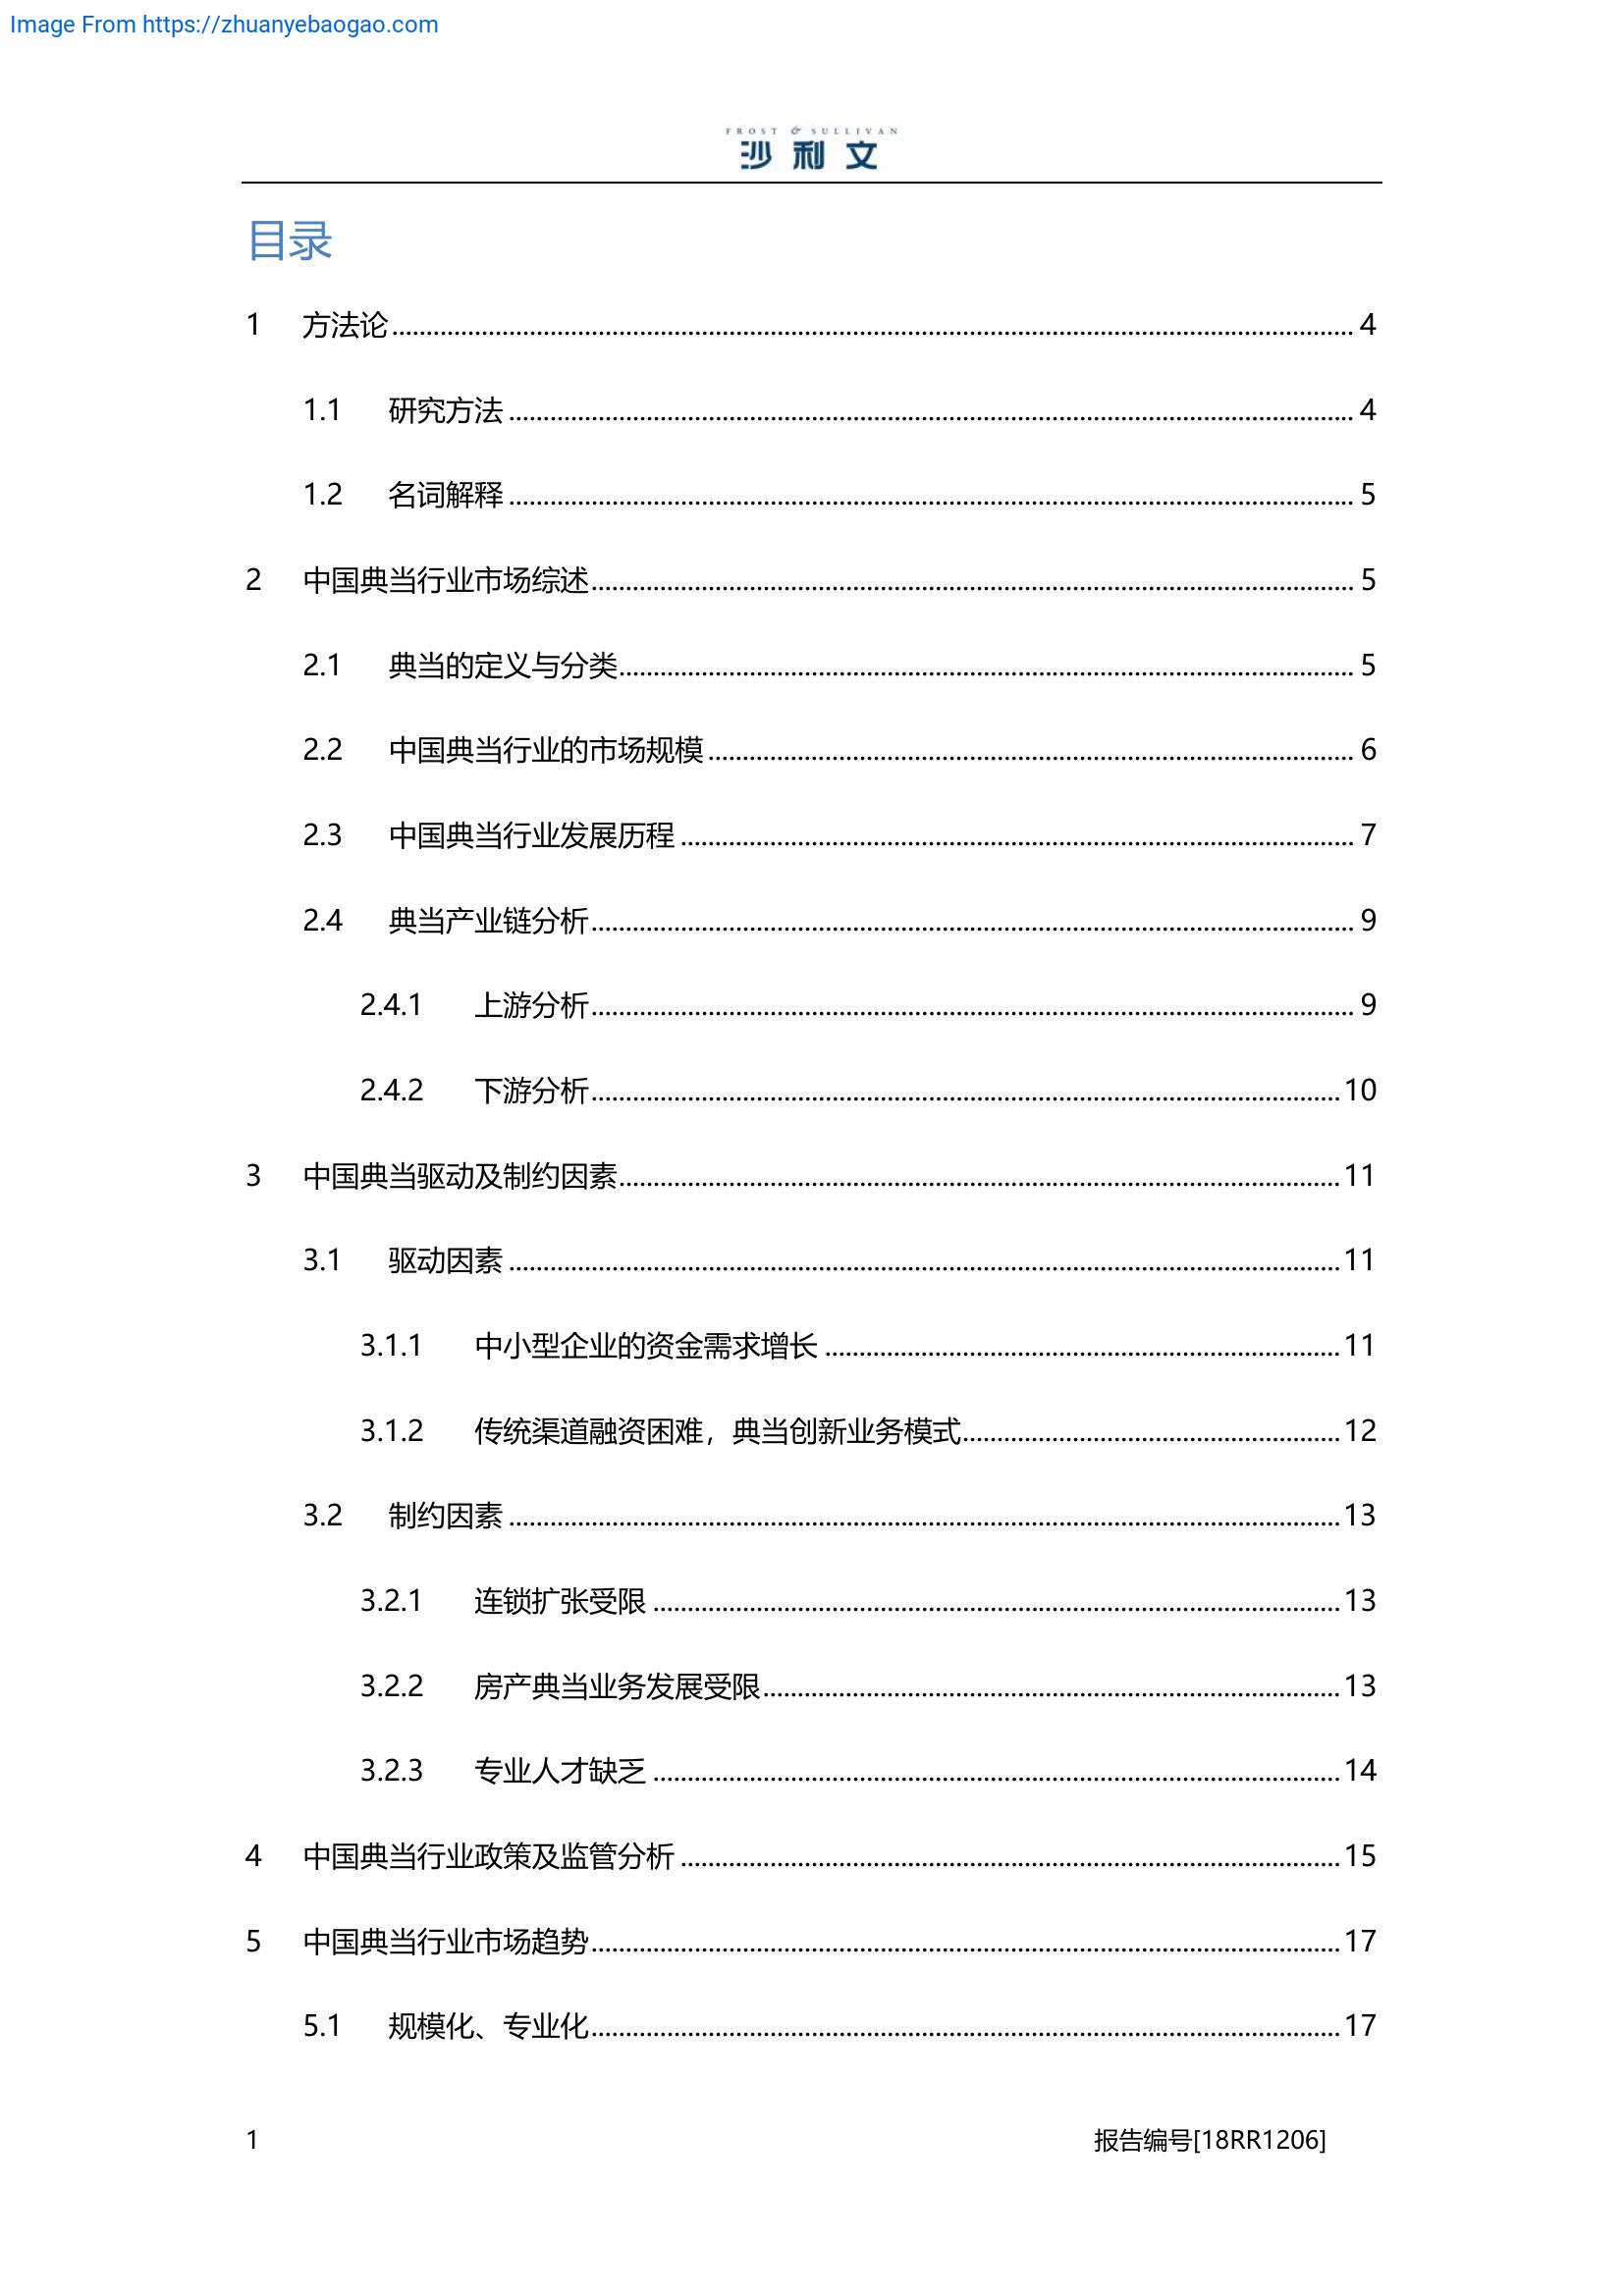 Image From https://zhuanyebaogao.com
FROST & SULLIVAN
沙利文
目录
1 方法论 4
1.1 研究方法 4
1.2 名词解释 5
2 中国典当行业市场综述 5
2.1 典当的定义与分类 5
2.2 中国典当行业的市场规模 6
2.3 中国典当行业发展历程 7
2.4 典当产业链分析 9
2.4.1 上游分析 9
2.4.2 下游分析 10
3 中国典当驱动及制约因素 11
3.1 驱动因素 11
3.1.1 中小型企业的资金需求增长 11
3.1.2 传统渠道融资困难，典当创新业务模式 12
3.2 制约因素 13
3.2.1 连锁扩张受限 13
3.2.2 房产典当业务发展受限 13
3.2.3 专业人才缺乏 14
4 中国典当行业政策及监管分析 15
5 中国典当行业市场趋势 17
5.1 规模化、专业化 17
1 报告编号[18RR1206]